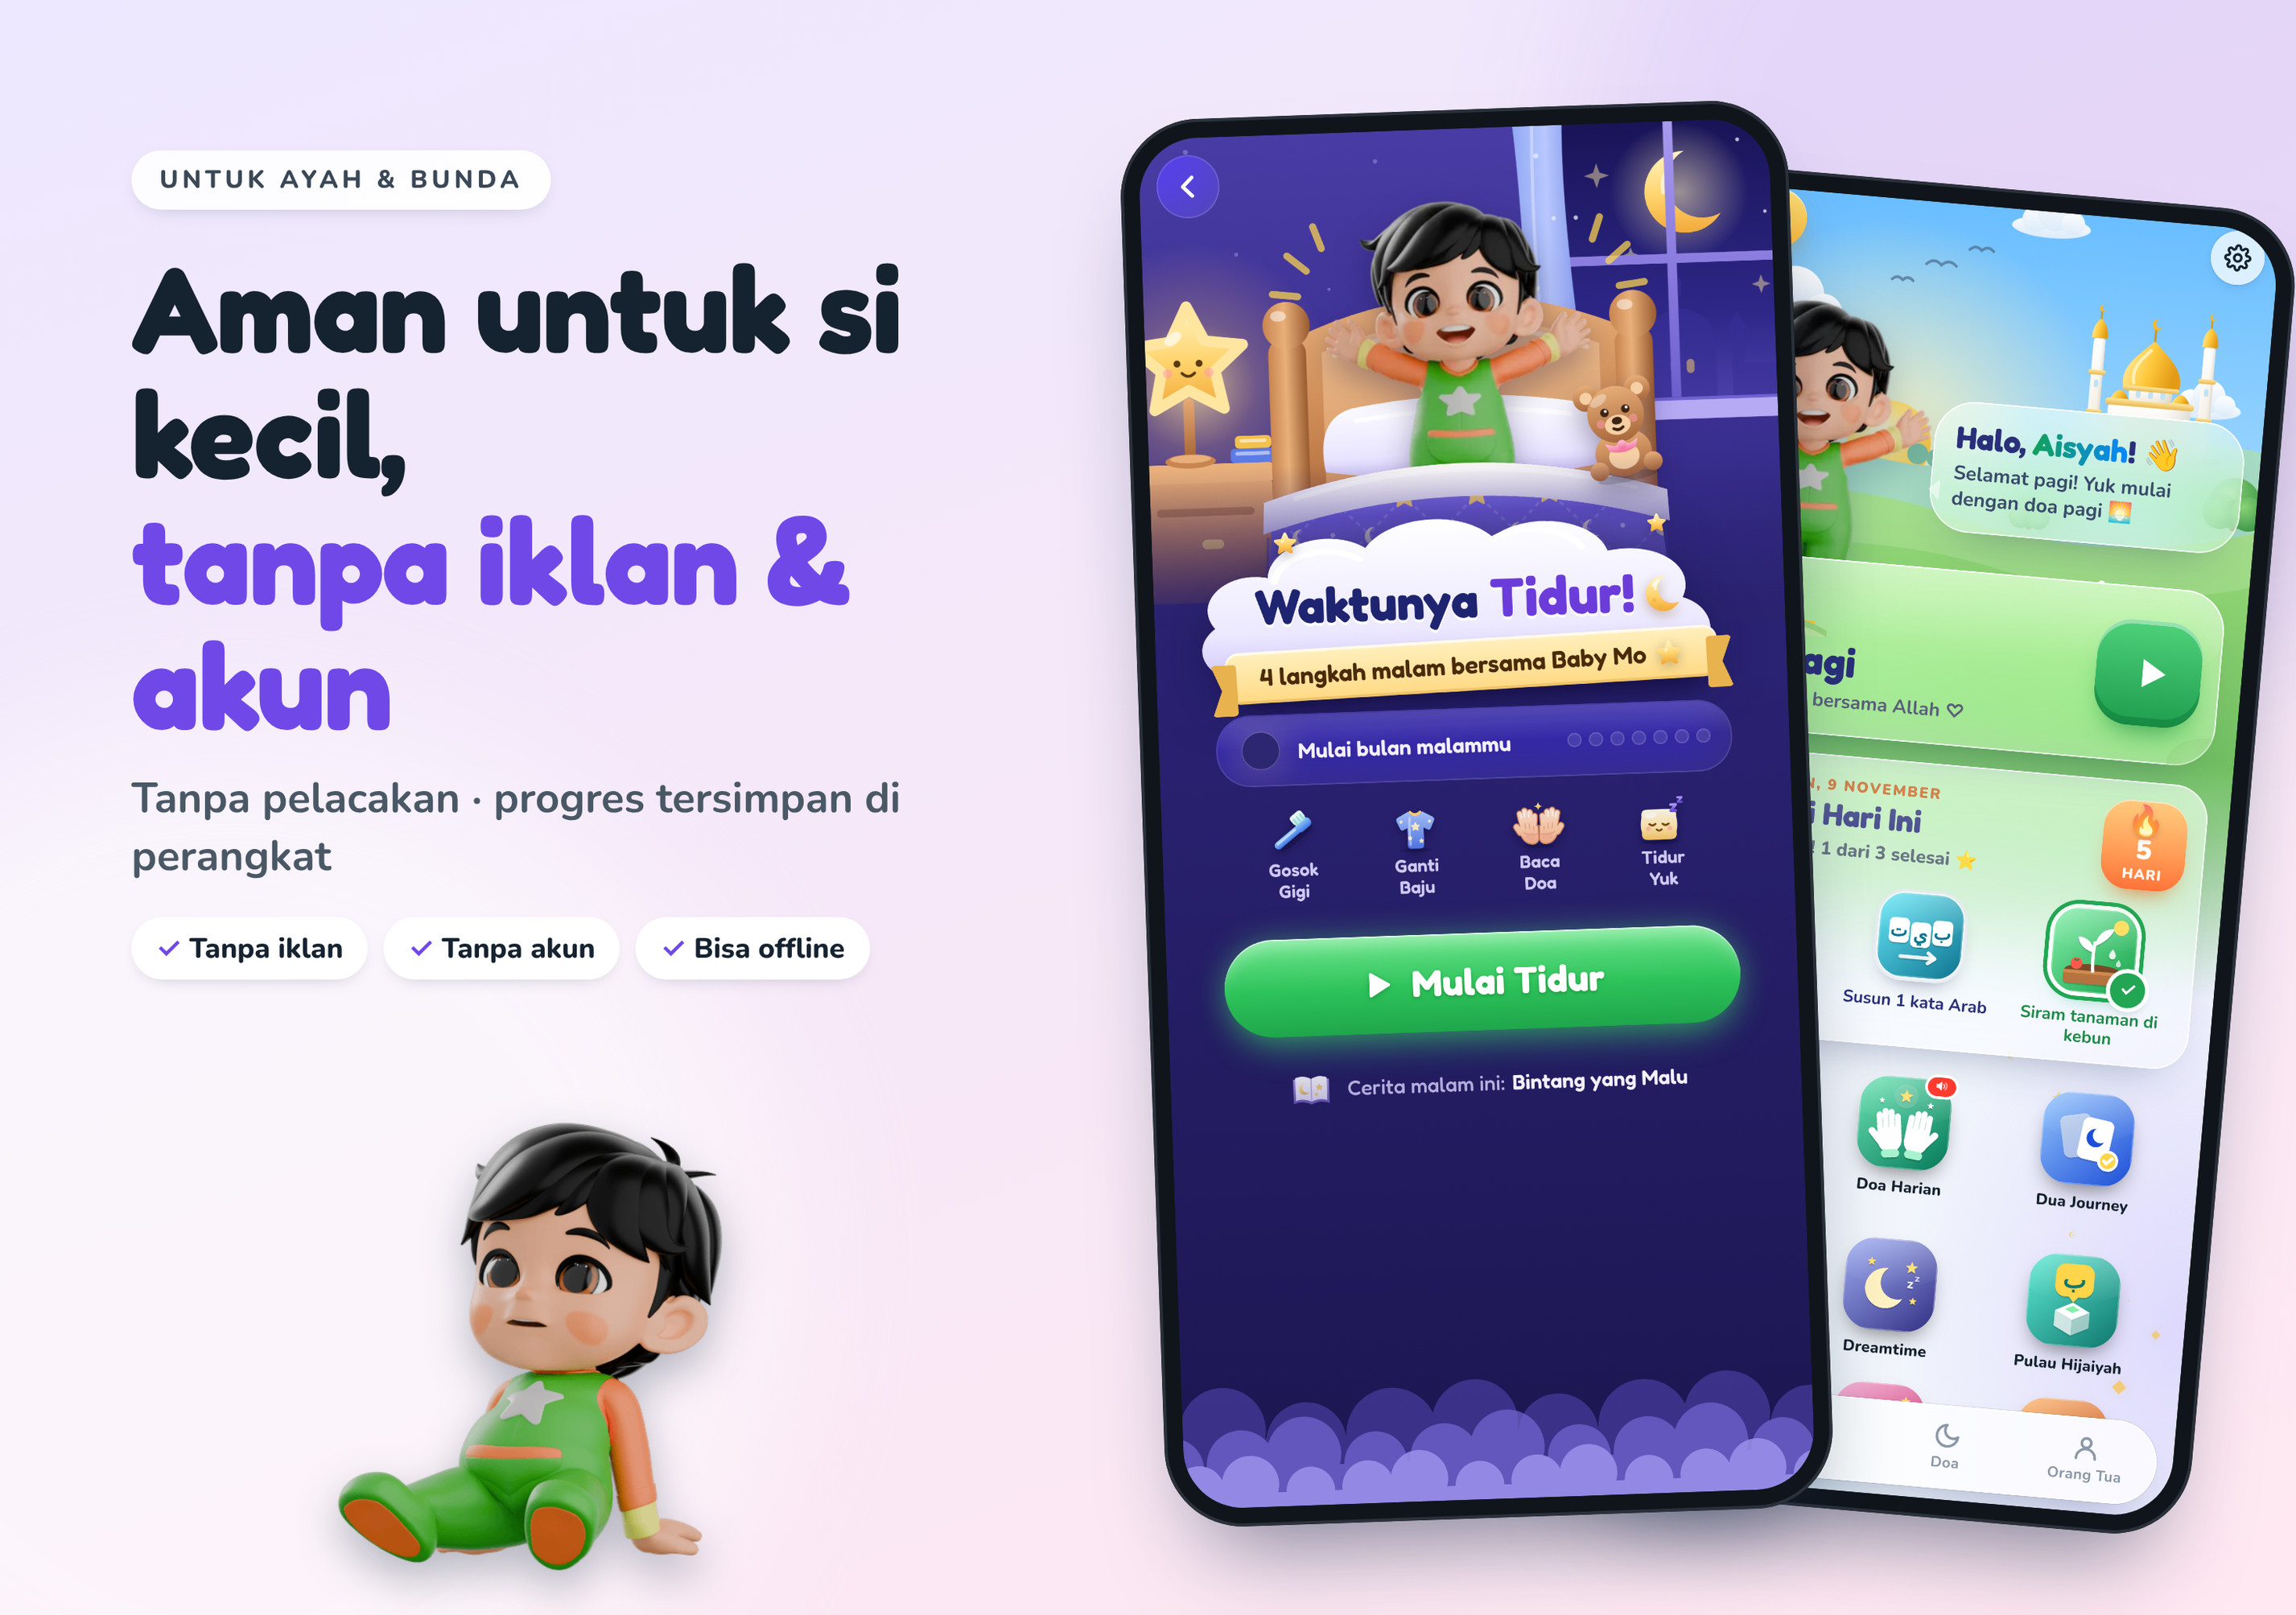 UNTUK AYAH & BUNDA
Aman untuk si
kecil,
tanpa iklan &
akun
Tanpa pelacakan · progres tersimpan di
perangkat
✓ Tanpa iklan
✓ Tanpa akun
✓ Bisa offline
Waktunya Tidur!
4 langkah malam bersama Baby Mo
Mulai bulan malammu
Gosok
Gigi
Ganti
Baju
Baca
Doa
Tidur
Yuk
Mulai Tidur
Cerita malam ini: Bintang yang Malu
Halo, Aisyah! 👋
Selamat pagi! Yuk mulai
dengan doa pagi 🌅
bersama Allah ♡
9 NOVEMBER
Hari Ini
1 dari 3 selesai ⭐
5
HARI
ت ي ب
Susun 1 kata Arab
Siram tanaman di
kebun
Doa Harian
Dua Journey
z z
Dreamtime
ب
Pulau Hijaiyah
Doa
Orang Tua